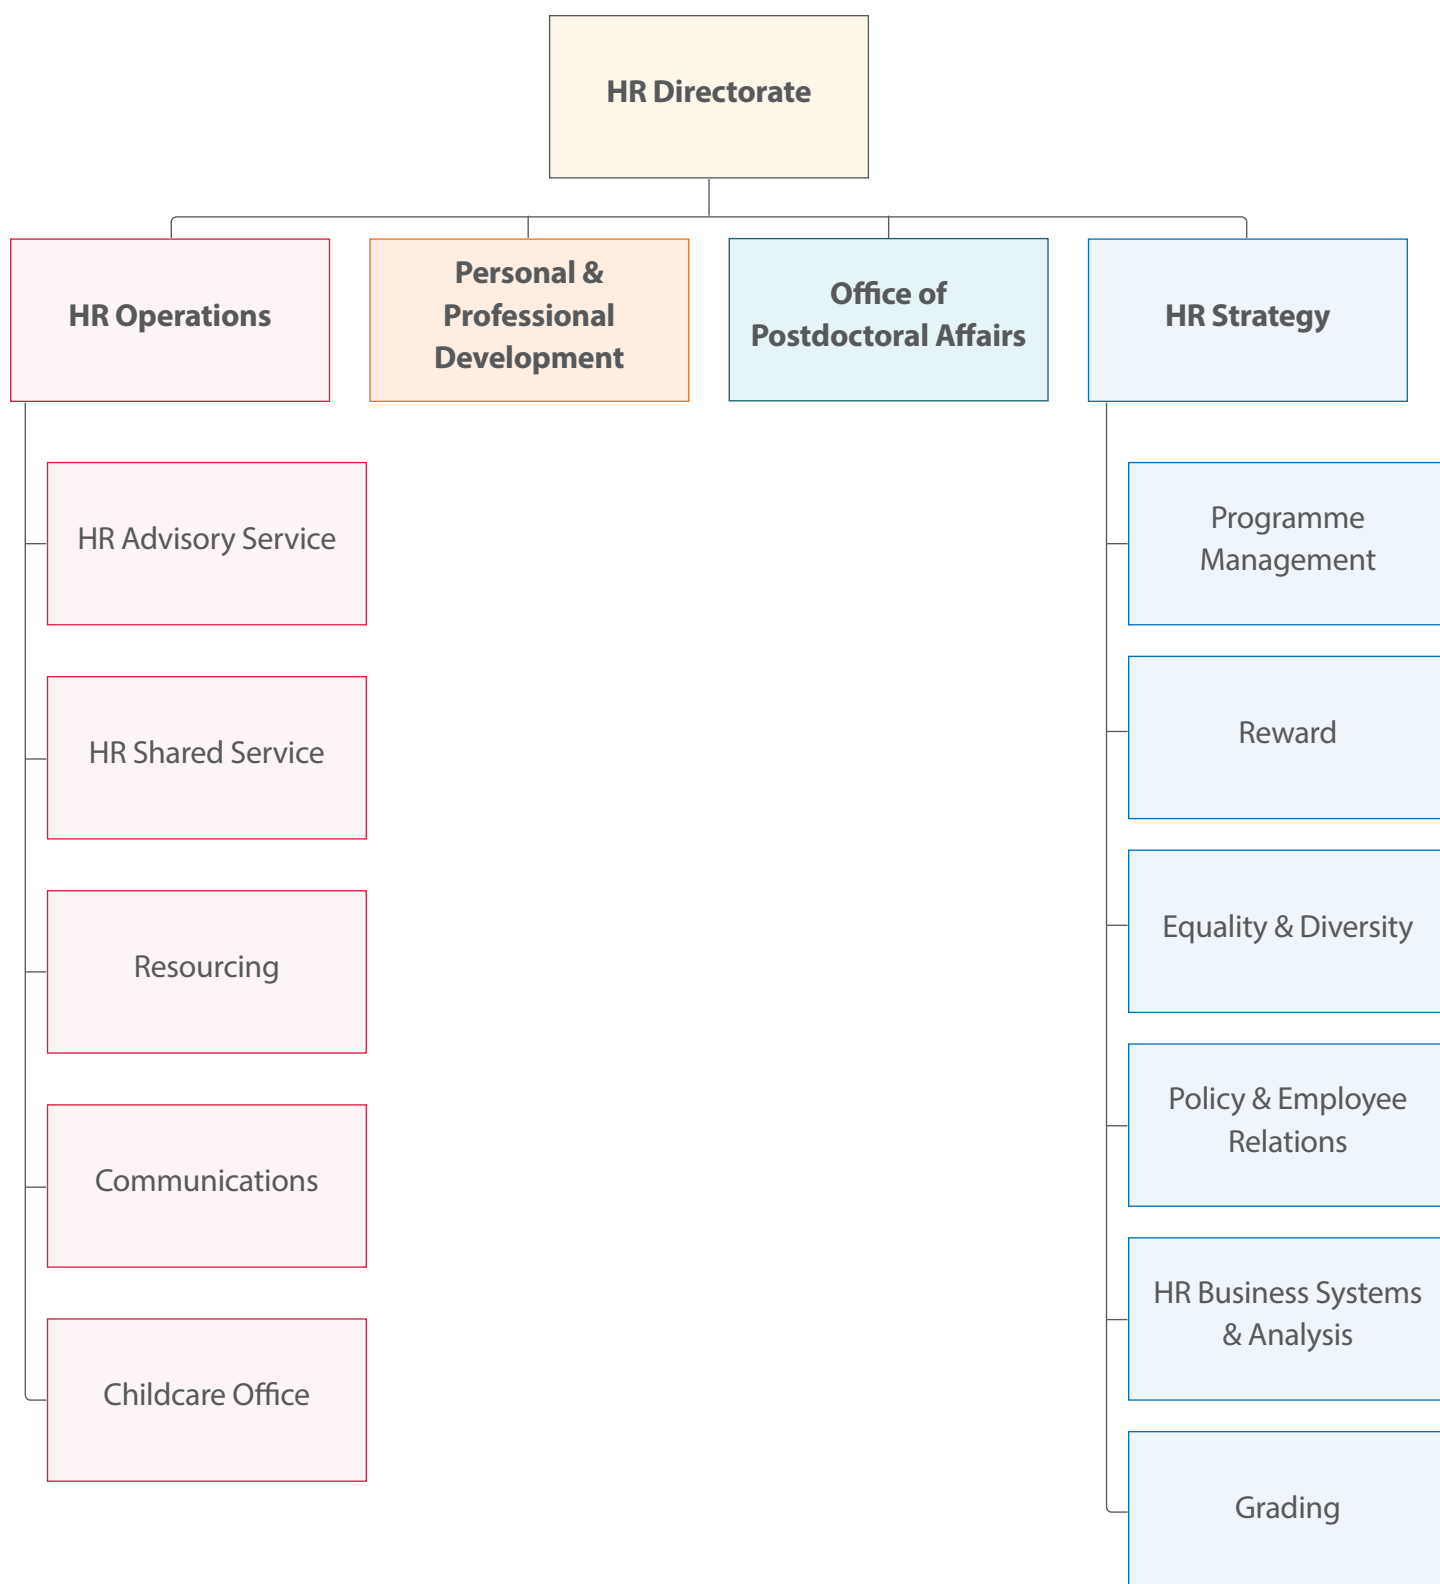 HR Directorate
HR Operations
Personal &
Professional
Development
Office of
Postdoctoral Affairs
HR Strategy
HR Advisory Service
HR Shared Service
Resourcing
Communications
Childcare Office
Programme
Management
Reward
Equality & Diversity
Policy & Employee
Relations
HR Business Systems
& Analysis
Grading